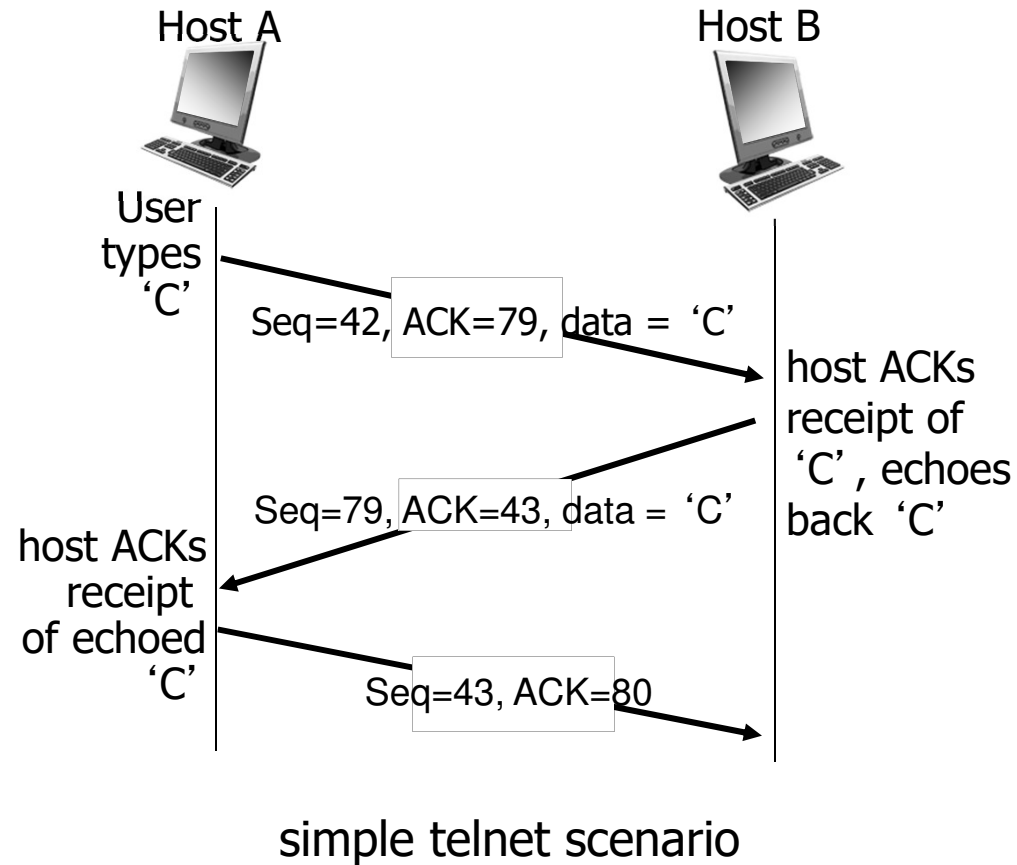 Host A
Host B
User
types
‘C’
Seq=42, ACK=79, data = ‘C’
host ACKs
receipt of
‘C’, echoes
back ‘C’
Seq=79, ACK=43, data = ‘C’
host ACKs
receipt
of echoed
‘C’
Seq=43, ACK=80
simple telnet scenario